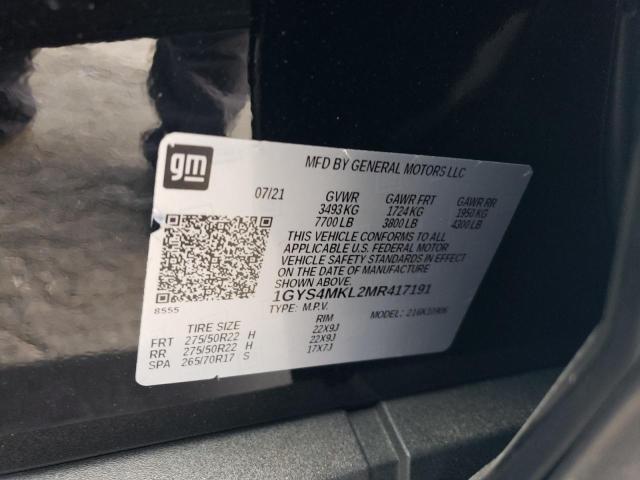 gm
MFD BY GENERAL MOTORS LLC
07/21 GVWR GAWR FRT GAWR RR
3493 KG 1724 KG 1950 KG
7700 LB 3800 LB 4300 LB
THIS VEHICLE CONFORMS TO ALL
APPLICABLE U.S. FEDERAL MOTOR
VEHICLE SAFETY STANDARDS IN EFFECT
ON THE DATE OF MANUFACTURE SHOWN ABOVE.
8555
1GYS4MKL2MR417191
TYPE: M.P.V. MODEL: 216K10906
TIRE SIZE RIM
FRT 275/50R22 H 22X9J
RR 275/50R22 H 22X9J
SPA 265/70R17 S 17X7J